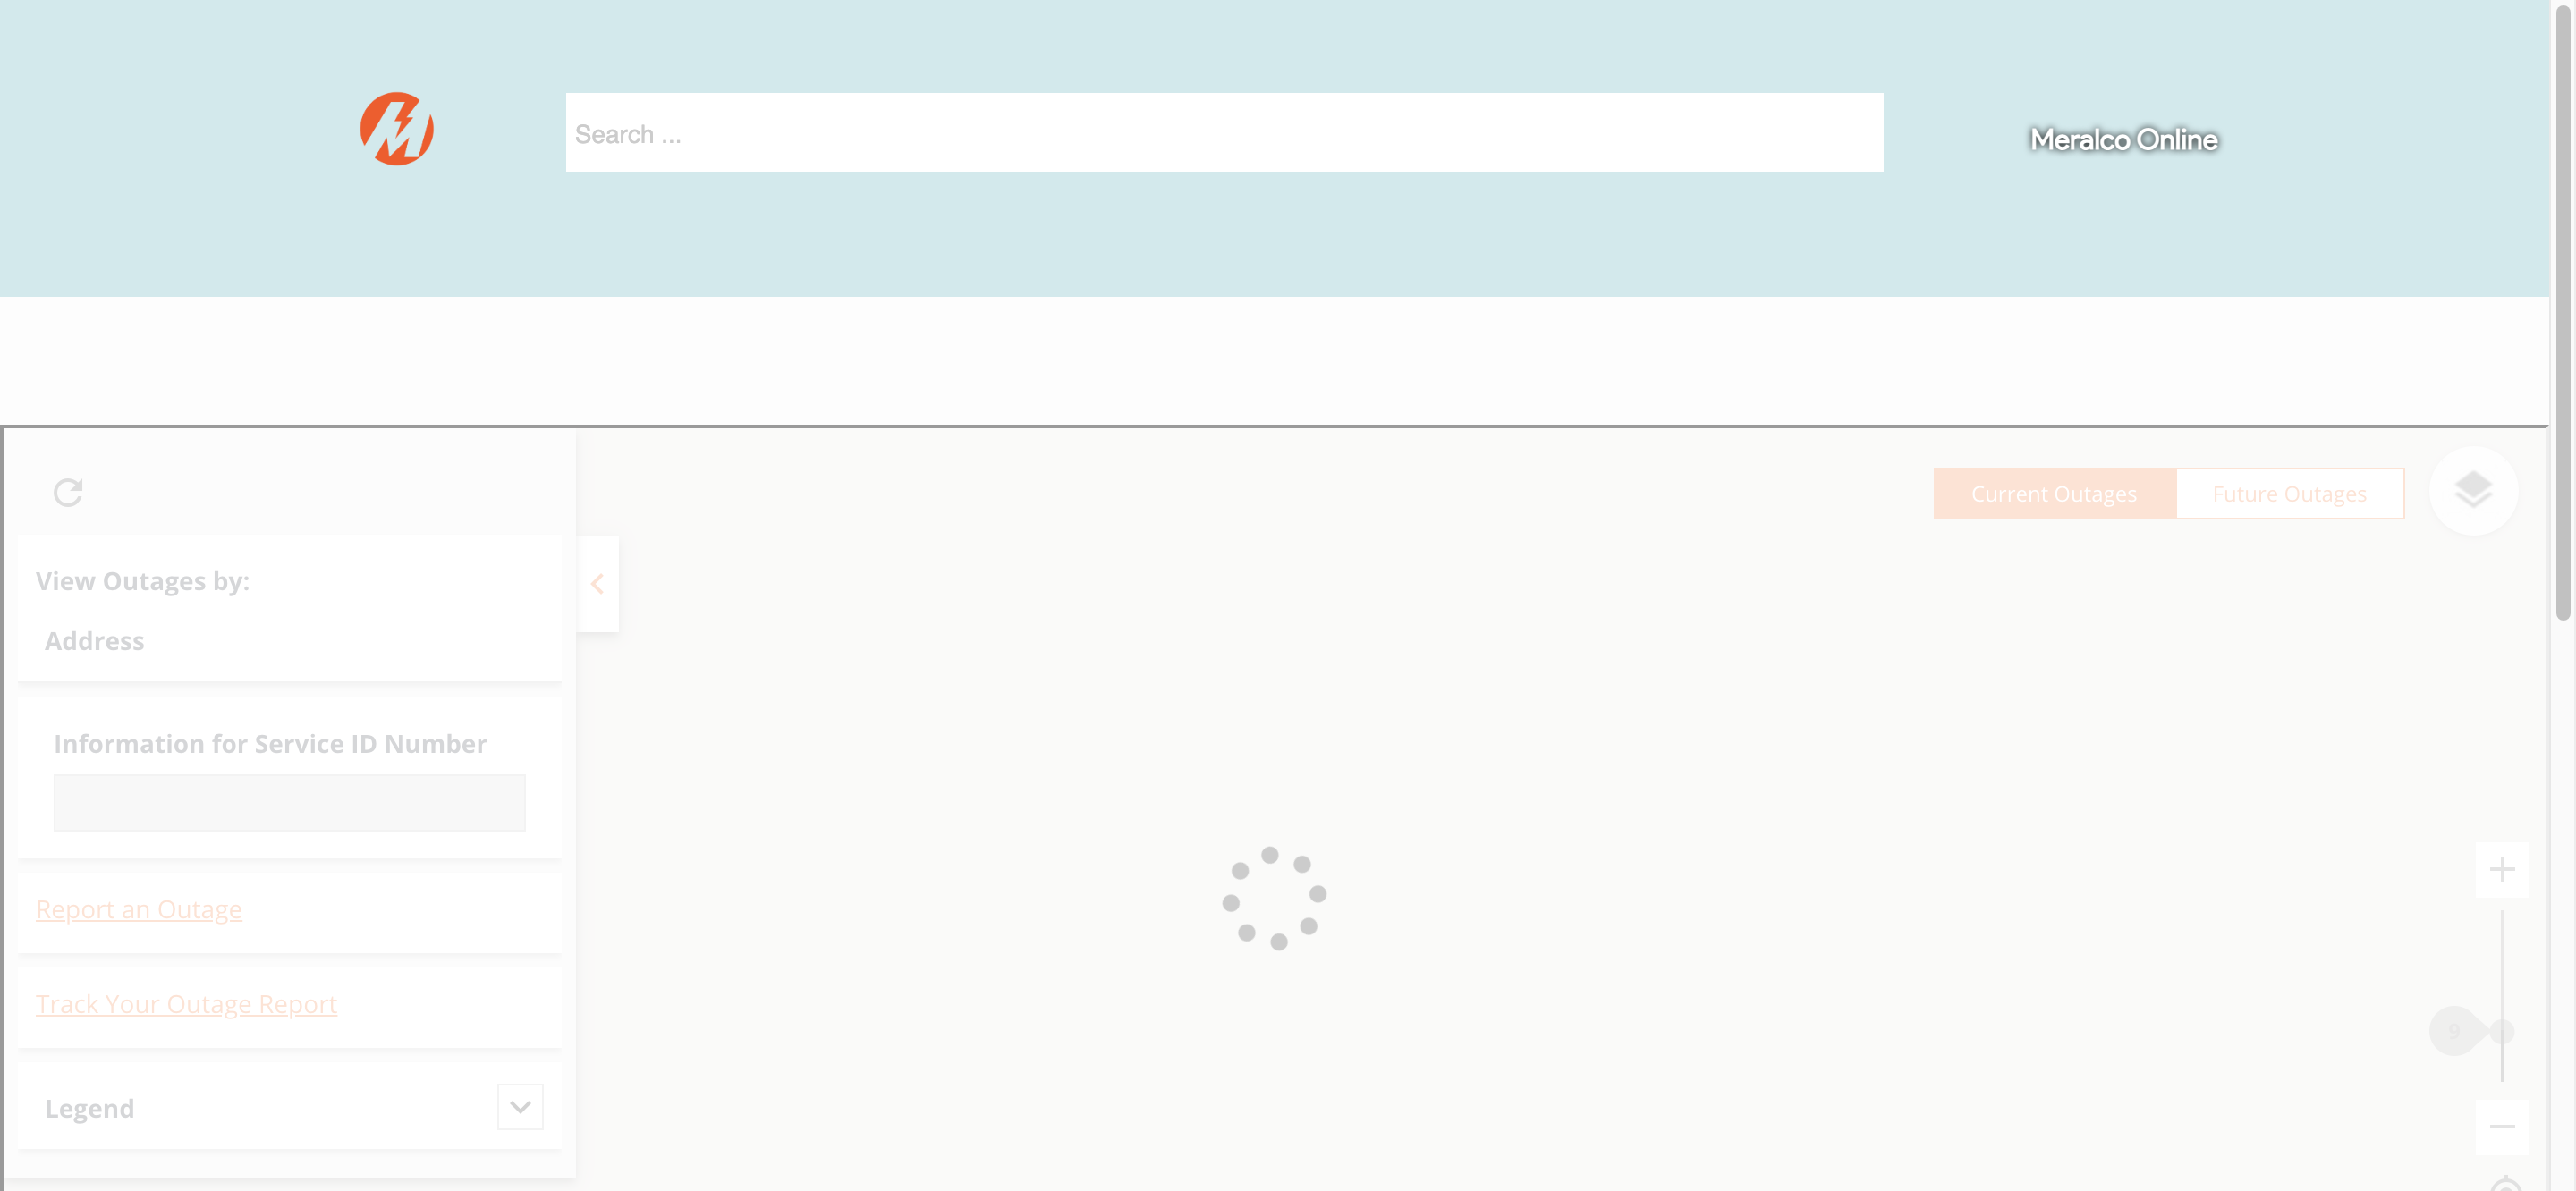 Search ...
Meralco Online
Current Outages
Future Outages
View Outages by:
Address
Information for Service ID Number
Report an Outage
Track Your Outage Report
9
Legend